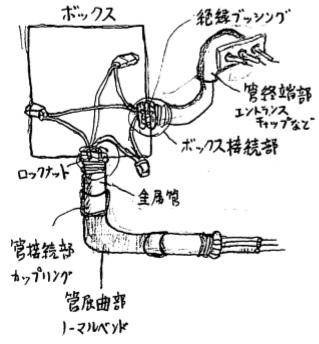 ボックス
絶縁ブッシング
管終端部
エントランス
キャップなど
ボックス接続部
ロックナット
金属管
管接続部
カップリング
管屈曲部
ノーマルベンド